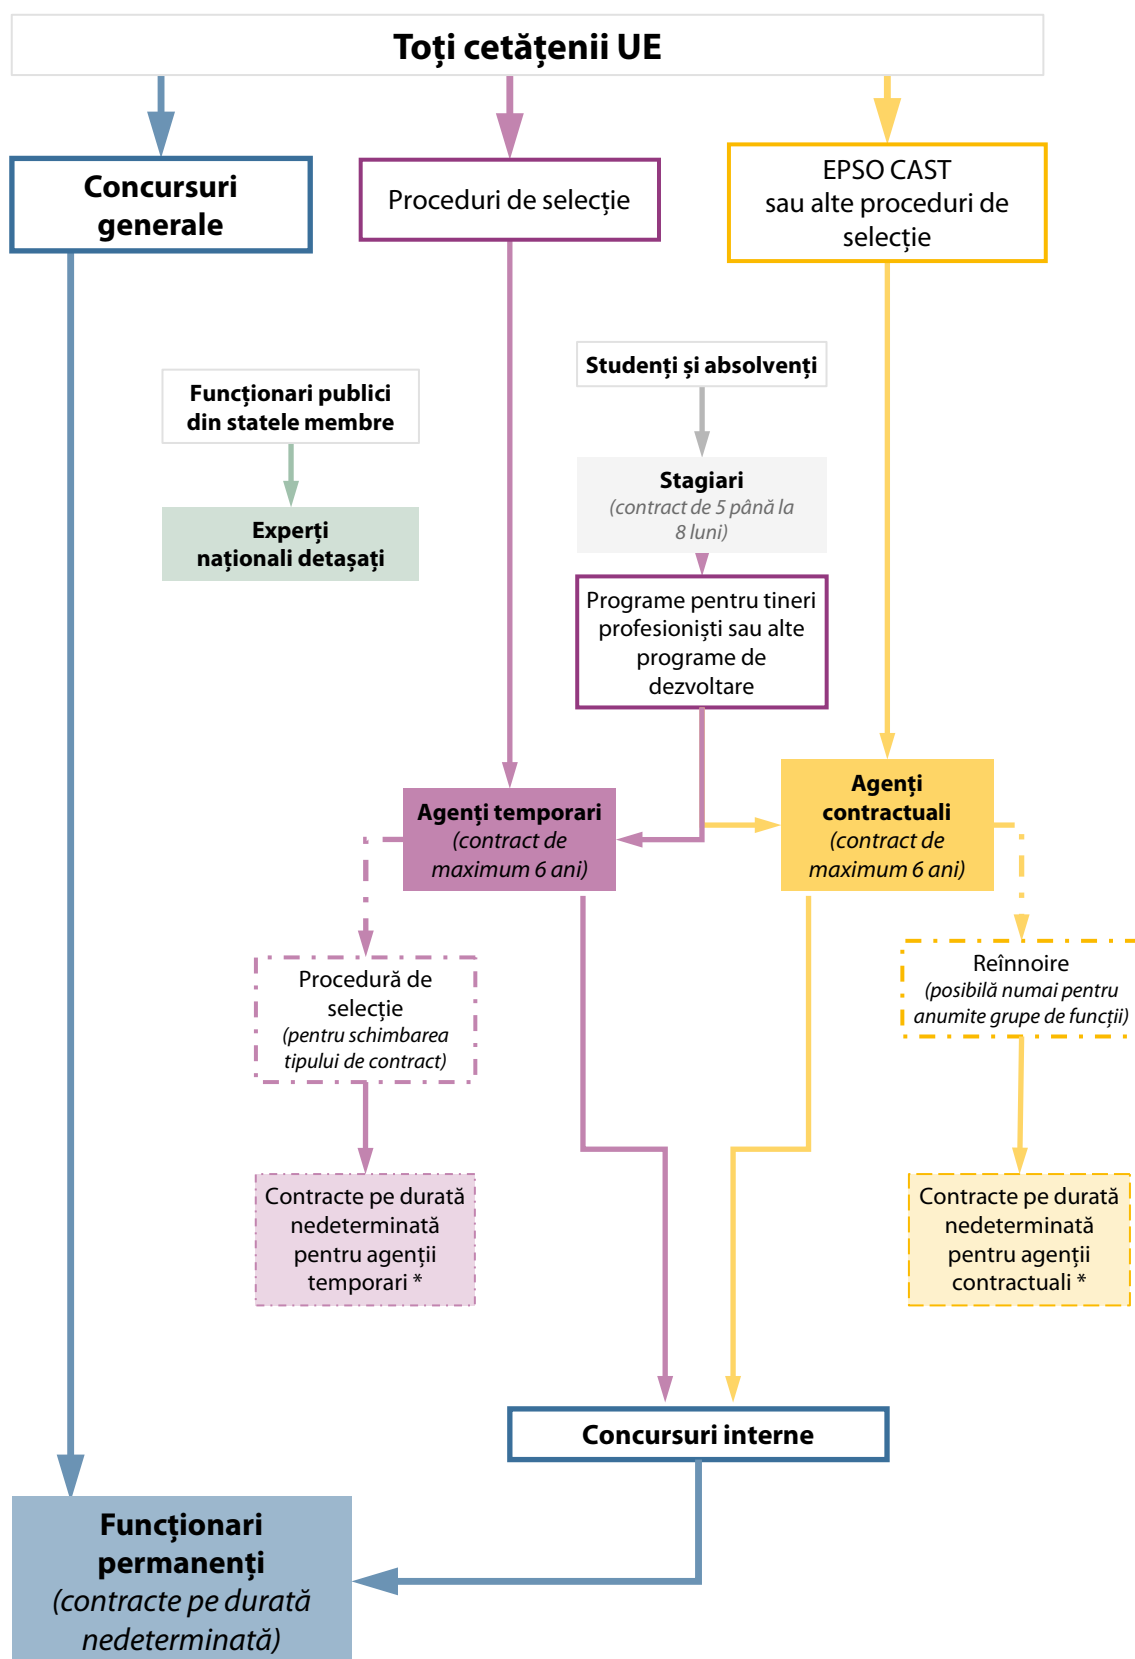 Toți cetățenii UE
Concursuri
generale
Proceduri de selecție
EPSO CAST
sau alte proceduri de
selecție
Studenți și absolvenți
Funcționari publici
din statele membre
Stagiari
(contract de 5 până la
8 luni)
Experți
naționali detașați
Programe pentru tineri
profesioniști sau alte
programe de
dezvoltare
Agenți temporari
(contract de
maximum 6 ani)
Agenți
contractuali
(contract de
maximum 6 ani)
Procedură de
selecție
(pentru schimbarea
tipului de contract)
Reînnoire
(posibilă numai pentru
anumite grupe de funcții)
Contracte pe durată
nedeterminată
pentru agenții
temporari *
Contracte pe durată
nedeterminată
pentru agenții
contractuali *
Concursuri interne
Funcționari
permanenți
(contracte pe durată
nedeterminată)